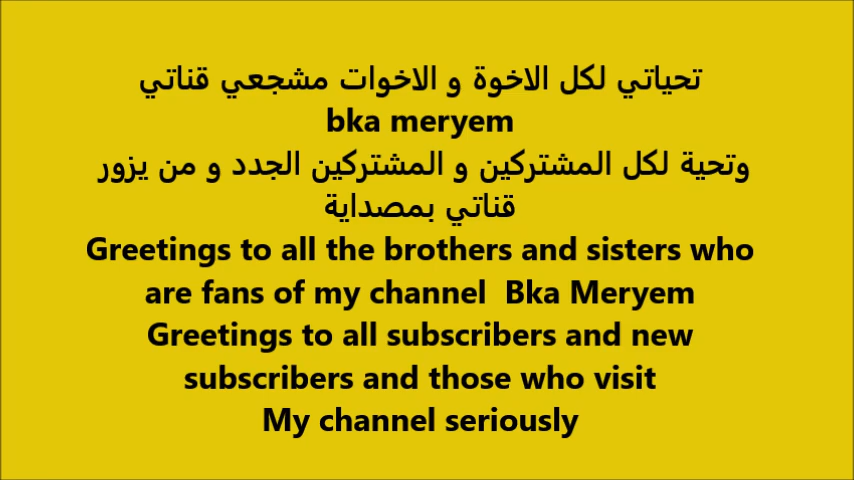 تحياتي لكل الاخوة و الاخوات مشجعي قناتي
bka meryem
وتحية لكل المشتركين و المشتركين الجدد و من يزور
قناتي بمصداية
Greetings to all the brothers and sisters who
are fans of my channel  Bka Meryem
Greetings to all subscribers and new
subscribers and those who visit
My channel seriously